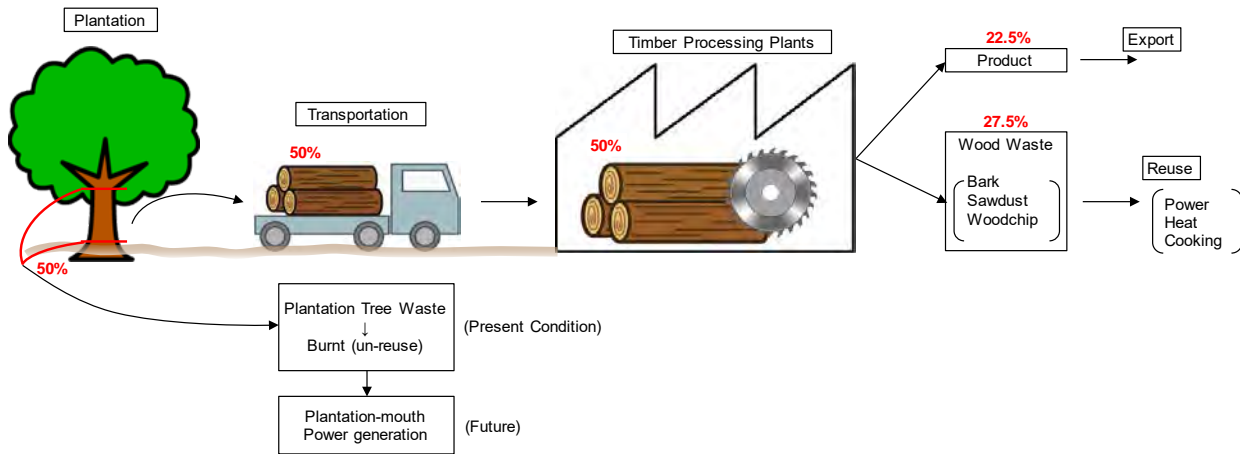 Plantation
50%
Transportation
50%
Timber Processing Plants
50%
22.5%
Product
Export
27.5%
Wood Waste
Bark
Sawdust
Woodchip
Reuse
Power
Heat
Cooking
Plantation Tree Waste
↓
Burnt (un-reuse)
(Present Condition)
Plantation-mouth
Power generation
(Future)